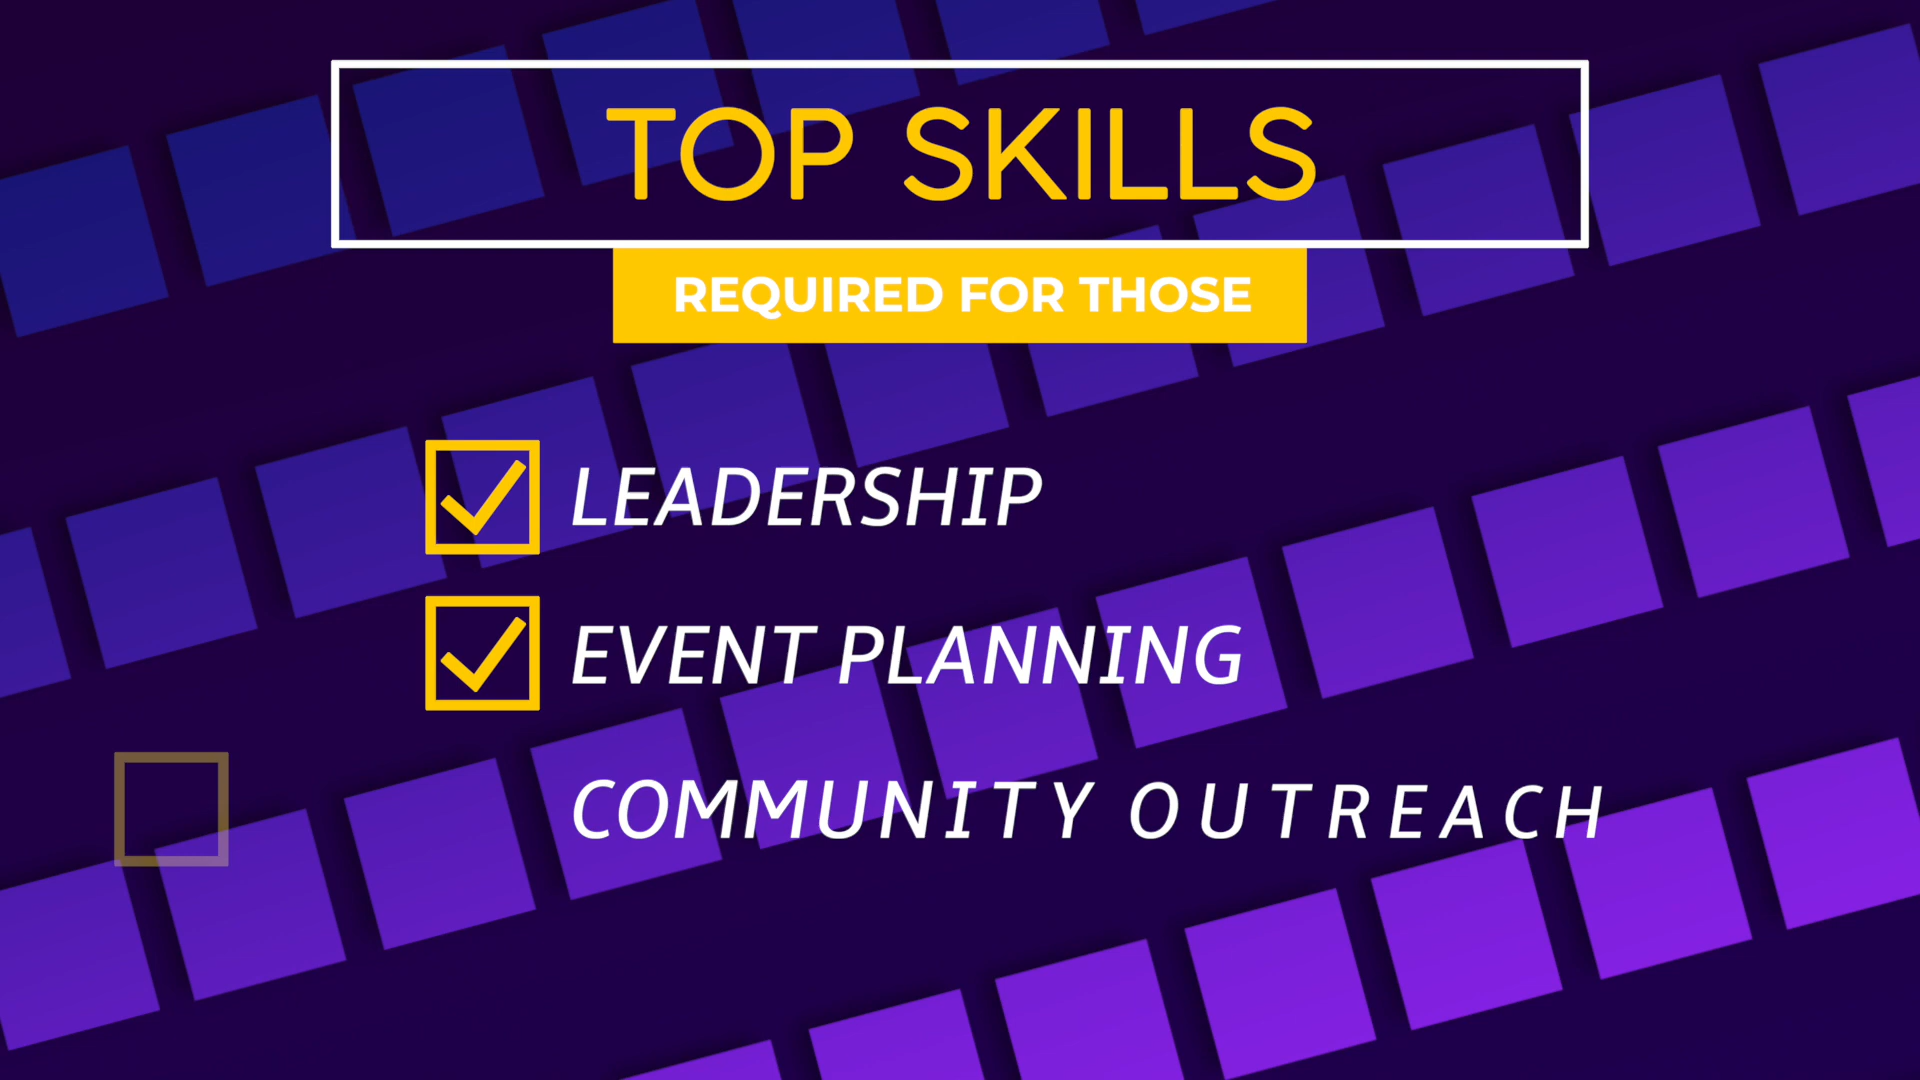 TOP SKILLS
REQUIRED FOR THOSE
LEADERSHIP
EVENT PLANNING
COMMUNITY OUTREACH